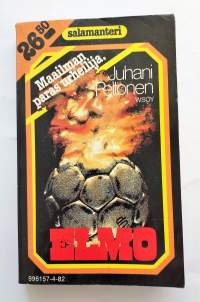 26 50
salamanteri
Maailman
paras urheilija.
Juhani
Peltonen
WSOY
ELMO
596157-4-82